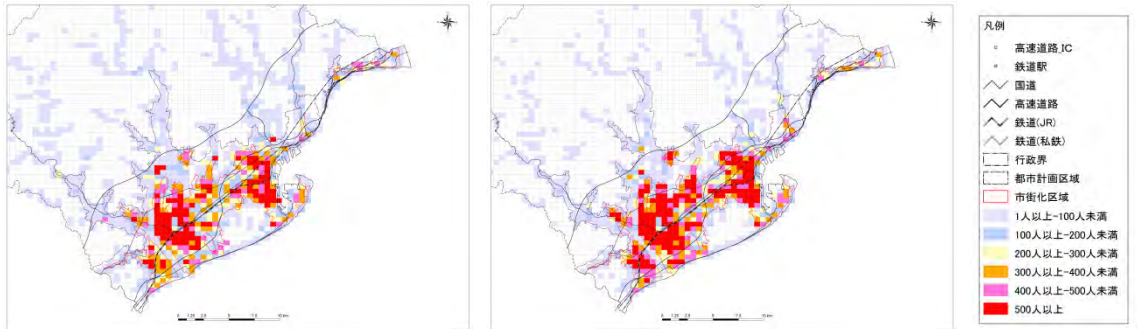 凡例
高速道路_IC
鉄道駅
国道
高速道路
鉄道(JR)
鉄道(私鉄)
行政界
都市計画区域
市街化区域
1人以上-100人未満
100人以上-200人未満
200人以上-300人未満
300人以上-400人未満
400人以上-500人未満
500人以上